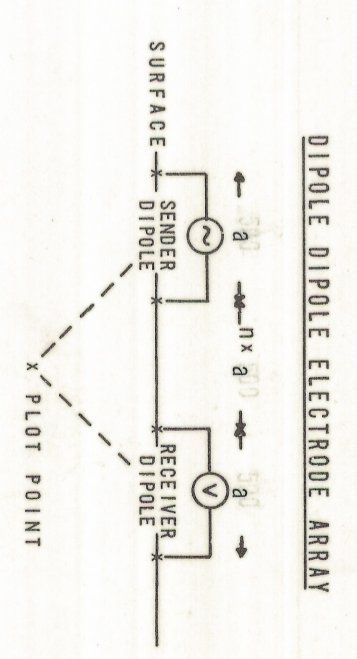 DIPOLE DIPOLE ELECTRODE ARRAY
a
n x a
a
~
V
SURFACE
SENDER
DIPOLE
RECEIVER
DIPOLE
x PLOT POINT